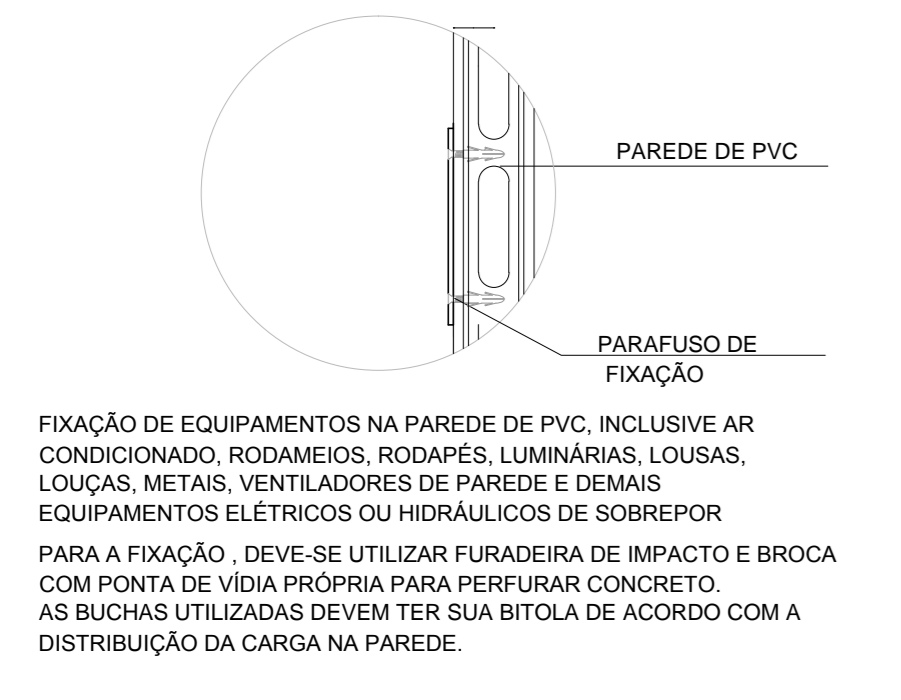 PAREDE DE PVC
PARAFUSO DE
FIXAÇÃO
FIXAÇÃO DE EQUIPAMENTOS NA PAREDE DE PVC, INCLUSIVE AR
CONDICIONADO, RODAMEIOS, RODAPÉS, LUMINÁRIAS, LOUSAS,
LOUÇAS, METAIS, VENTILADORES DE PAREDE E DEMAIS
EQUIPAMENTOS ELÉTRICOS OU HIDRÁULICOS DE SOBREPOR
PARA A FIXAÇÃO , DEVE-SE UTILIZAR FURADEIRA DE IMPACTO E BROCA
COM PONTA DE VÍDIA PRÓPRIA PARA PERFURAR CONCRETO.
AS BUCHAS UTILIZADAS DEVEM TER SUA BITOLA DE ACORDO COM A
DISTRIBUIÇÃO DA CARGA NA PAREDE.